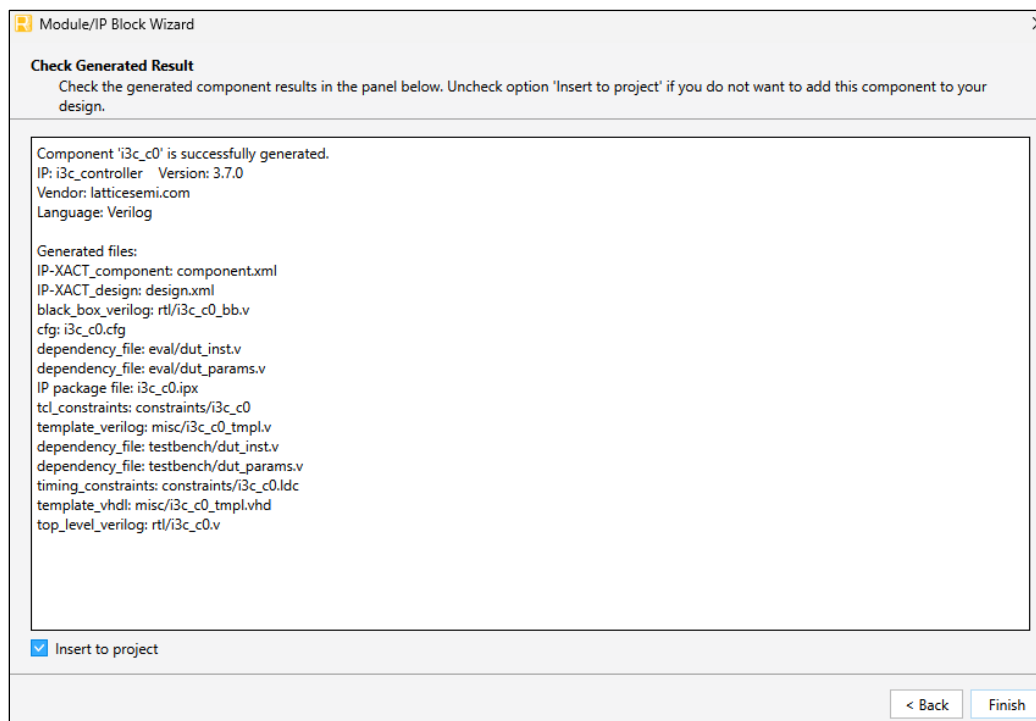 Module/IP Block Wizard
Check Generated Result
Check the generated component results in the panel below. Uncheck option 'Insert to project' if you do not want to add this component to your
design.
Component 'i3c_c0' is successfully generated.
IP: i3c_controller    Version: 3.7.0
Vendor: latticesemi.com
Language: Verilog
Generated files:
IP-XACT_component: component.xml
IP-XACT_design: design.xml
black_box_verilog: rtl/i3c_c0_bb.v
cfg: i3c_c0.cfg
dependency_file: eval/dut_inst.v
dependency_file: eval/dut_params.v
IP package file: i3c_c0.ipx
tcl_constraints: constraints/i3c_c0
template_verilog: misc/i3c_c0_tmpl.v
dependency_file: testbench/dut_inst.v
dependency_file: testbench/dut_params.v
timing_constraints: constraints/i3c_c0.ldc
template_vhdl: misc/i3c_c0_tmpl.vhd
top_level_verilog: rtl/i3c_c0.v
Insert to project
< Back    Finish